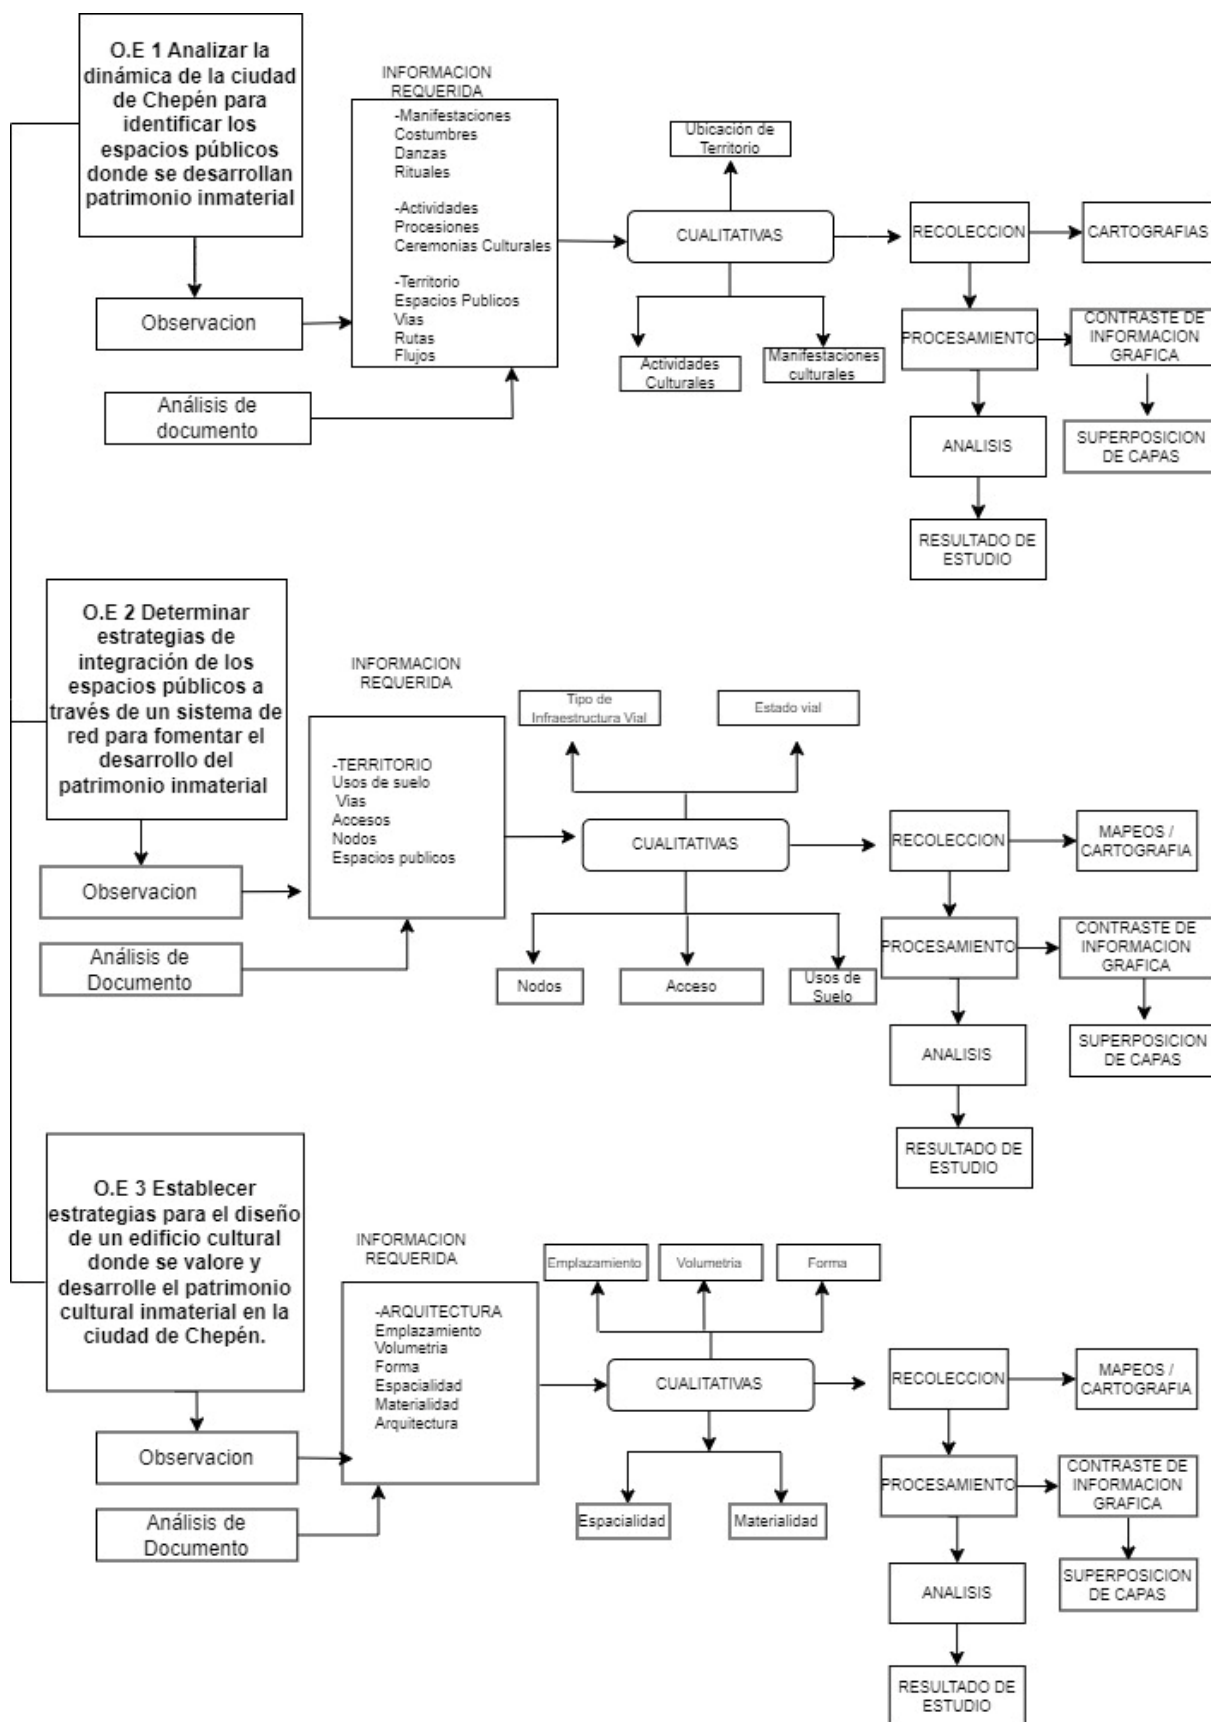 O.E 1 Analizar la
dinámica de la ciudad
de Chepén para
identificar los
espacios públicos
donde se desarrollan
patrimonio inmaterial
Observacion
Análisis de
documento
INFORMACION
REQUERIDA
-Manifestaciones
Costumbres
Danzas
Rituales
-Actividades
Procesiones
Ceremonias Culturales
-Territorio
Espacios Publicos
Vias
Rutas
Flujos
Ubicación de
Territorio
CUALITATIVAS
Actividades
Culturales
Manifestaciones
culturales
RECOLECCION
CARTOGRAFIAS
PROCESAMIENTO
CONTRASTE DE
INFORMACION
GRAFICA
ANALISIS
SUPERPOSICION
DE CAPAS
RESULTADO DE
ESTUDIO
O.E 2 Determinar
estrategias de
integración de los
espacios públicos a
través de un sistema de
red para fomentar el
desarrollo del
patrimonio inmaterial
Observacion
Análisis de
Documento
INFORMACION
REQUERIDA
-TERRITORIO
Usos de suelo
Vias
Accesos
Nodos
Espacios publicos
Tipo de
Infraestructura Vial
Estado vial
CUALITATIVAS
Nodos
Acceso
Usos de
Suelo
RECOLECCION
MAPEOS /
CARTOGRAFIA
PROCESAMIENTO
CONTRASTE DE
INFORMACION
GRAFICA
ANALISIS
SUPERPOSICION
DE CAPAS
RESULTADO DE
ESTUDIO
O.E 3 Establecer
estrategias para el diseño
de un edificio cultural
donde se valore y
desarrolle el patrimonio
cultural inmaterial en la
ciudad de Chepén.
Observacion
Análisis de
Documento
INFORMACION
REQUERIDA
-ARQUITECTURA
Emplazamiento
Volumetria
Forma
Espacialidad
Materialidad
Arquitectura
Emplazamiento
Volumetria
Forma
CUALITATIVAS
Espacialidad
Materialidad
RECOLECCION
MAPEOS /
CARTOGRAFIA
PROCESAMIENTO
CONTRASTE DE
INFORMACION
GRAFICA
ANALISIS
SUPERPOSICION
DE CAPAS
RESULTADO DE
ESTUDIO